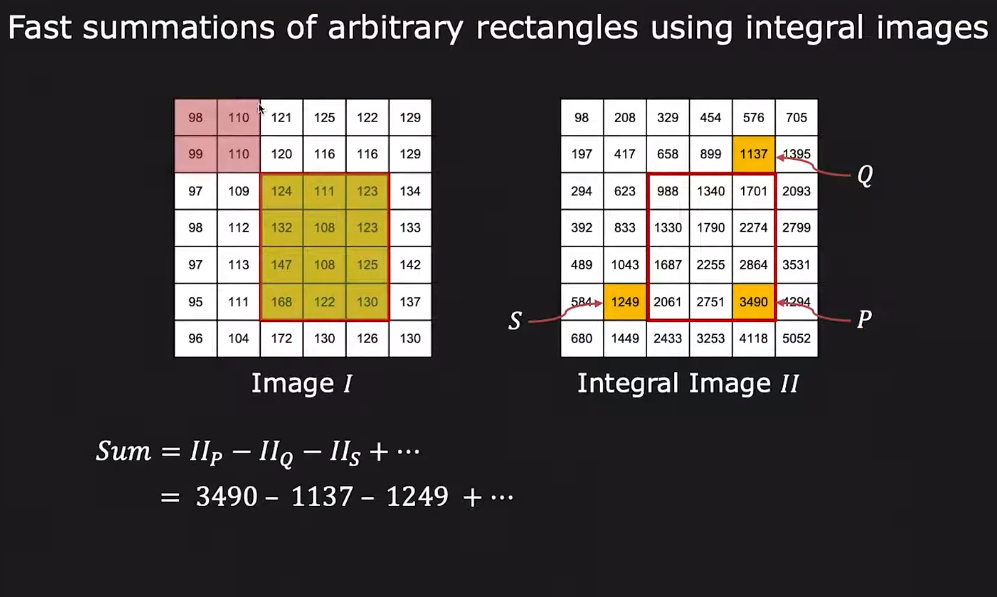 Fast summations of arbitrary rectangles using integral images
98 110 121 125 122 129
99 110 120 116 116 129
97 109 124 111 123 134
98 112 132 108 123 133
97 113 147 108 125 142
95 111 168 122 130 137
96 104 172 130 126 130
Image I
98 208 329 454 576 705
197 417 658 899 1137 1395
Q
294 623 988 1340 1701 2093
392 833 1330 1790 2274 2799
489 1043 1687 2255 2864 3531
584 1249 2061 2751 3490 4294
S
P
680 1449 2433 3253 4118 5052
Integral Image II
Sum = II_P − II_Q − II_S + ⋯
= 3490 – 1137 – 1249 + ⋯